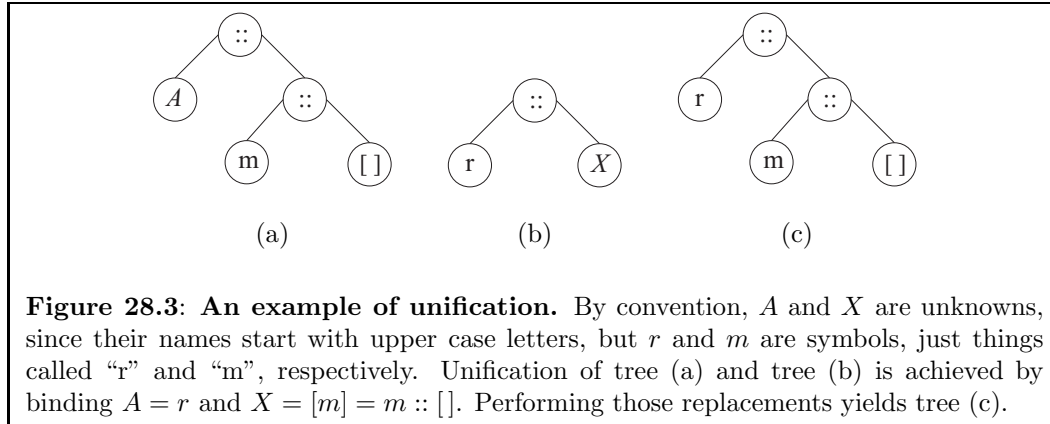 ::
::
::
A
::
::
r
::
m
[ ]
r
X
m
[ ]
(a)
(b)
(c)
Figure 28.3: An example of unification. By convention, A and X are unknowns,
since their names start with upper case letters, but r and m are symbols, just things
called “r” and “m”, respectively. Unification of tree (a) and tree (b) is achieved by
binding A = r and X = [m] = m :: [ ]. Performing those replacements yields tree (c).